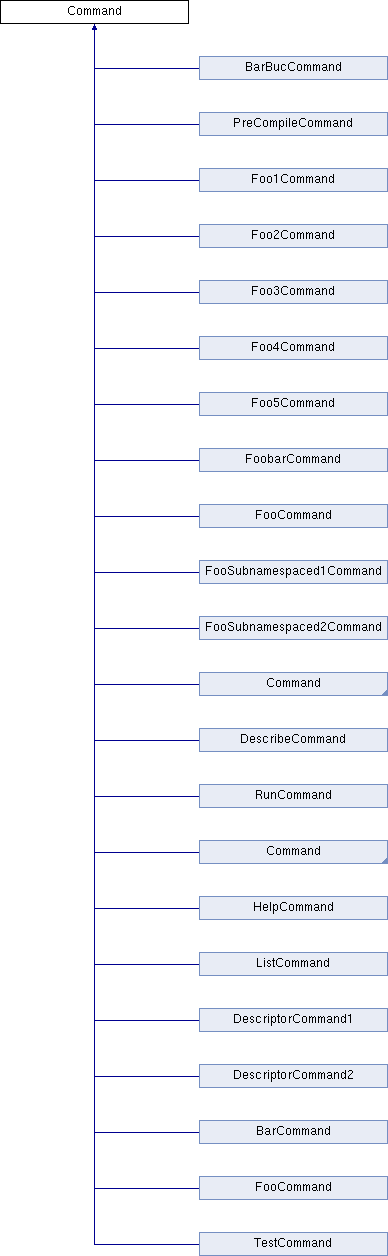 Command
BarBucCommand
PreCompileCommand
Foo1Command
Foo2Command
Foo3Command
Foo4Command
Foo5Command
FoobarCommand
FooCommand
FooSubnamespaced1Command
FooSubnamespaced2Command
Command
DescribeCommand
RunCommand
Command
HelpCommand
ListCommand
DescriptorCommand1
DescriptorCommand2
BarCommand
FooCommand
TestCommand